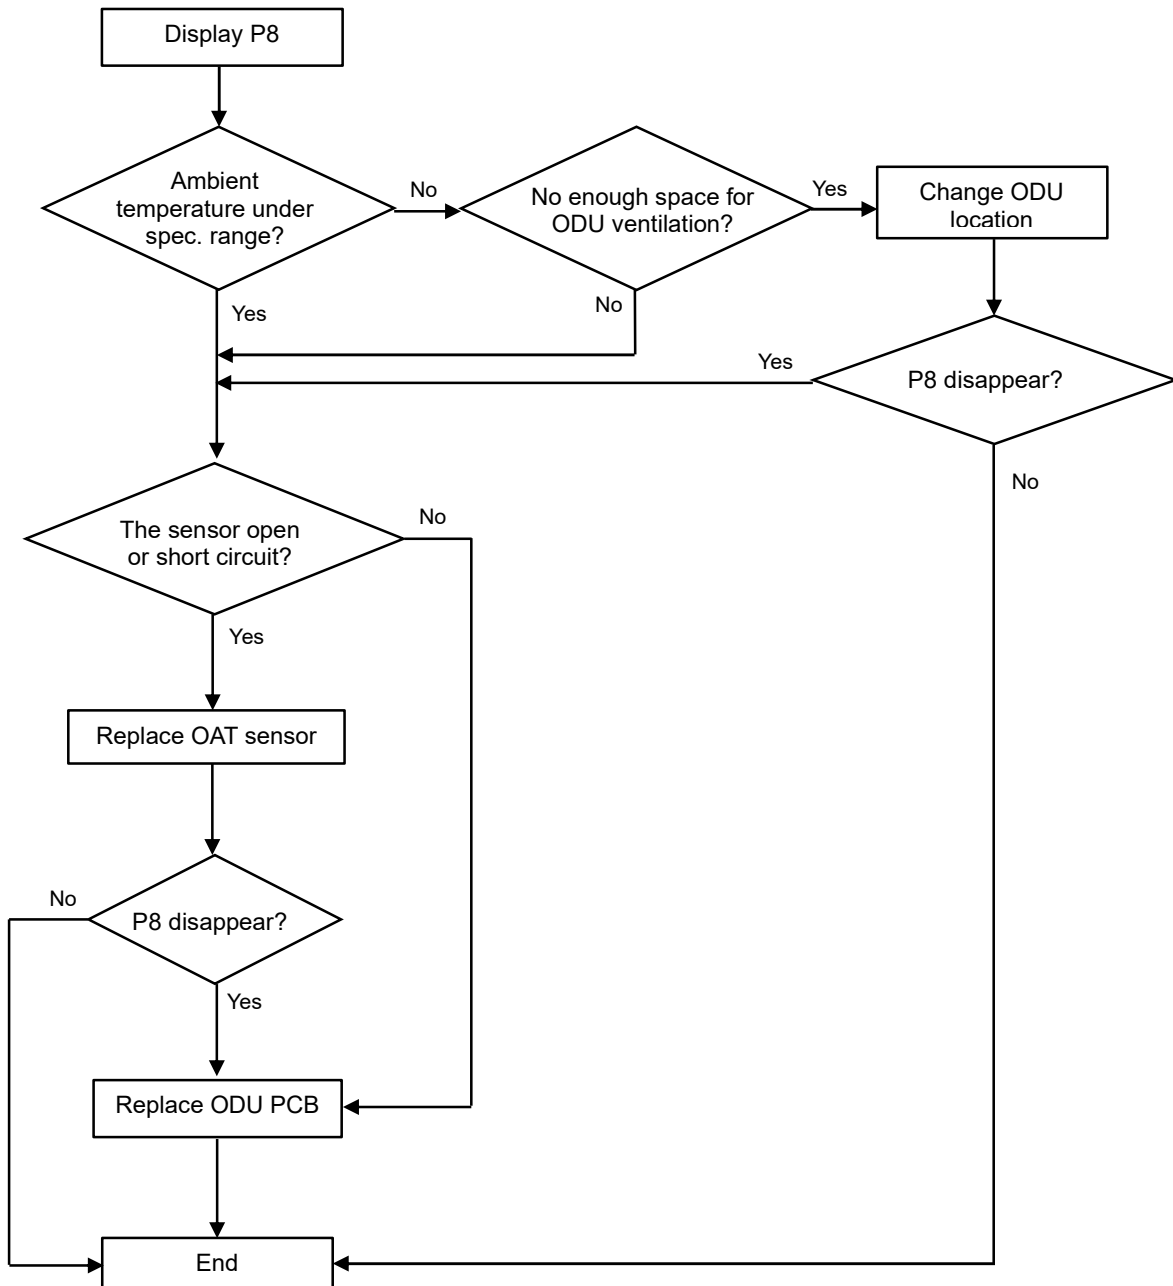 Display P8
Ambient
temperature under
spec. range?
No
No enough space for
ODU ventilation?
Yes
Change ODU
location
Yes
No
Yes
P8 disappear?
No
The sensor open
or short circuit?
No
Yes
Replace OAT sensor
No
P8 disappear?
Yes
Replace ODU PCB
End